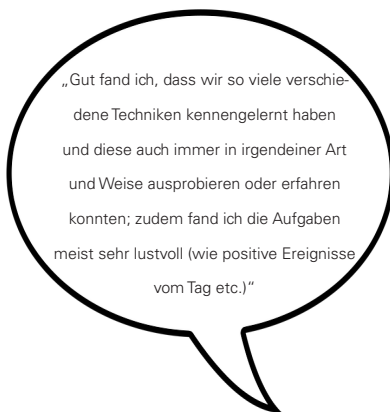 „Gut fand ich, dass wir so viele verschie-
dene Techniken kennengelernt haben
und diese auch immer in irgendeiner Art
und Weise ausprobieren oder erfahren
konnten; zudem fand ich die Aufgaben
meist sehr lustvoll (wie positive Ereignisse
vom Tag etc.)“